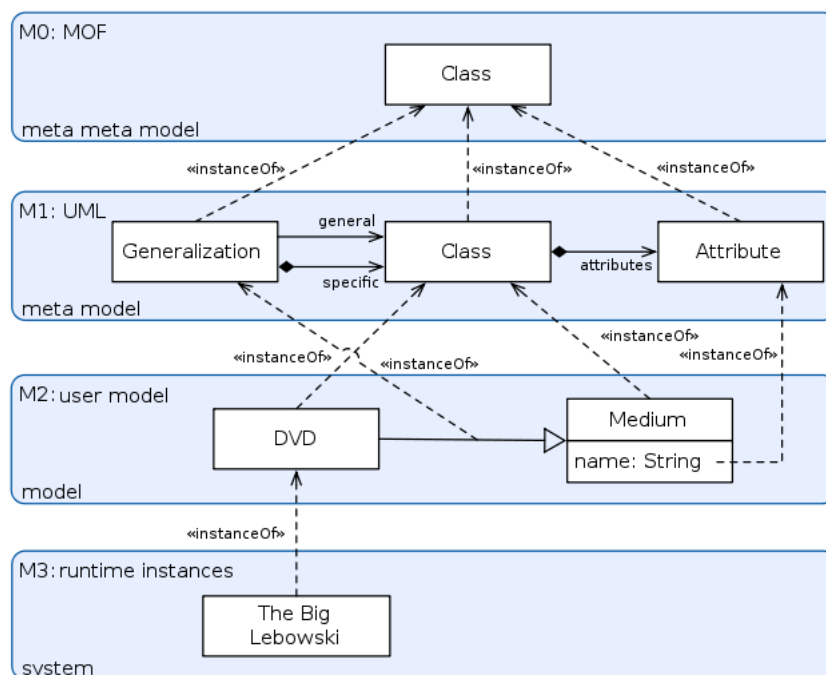 M0: MOF
Class
meta meta model
«instanceOf»
«instanceOf»
«instanceOf»
M1: UML
general
Generalization
Class
Attribute
specific
attributes
meta model
«instanceOf»
«instanceOf»
«instanceOf»
«instanceOf»
M2: user model
DVD
Medium
name: String
model
«instanceOf»
M3: runtime instances
The Big
Lebowski
system